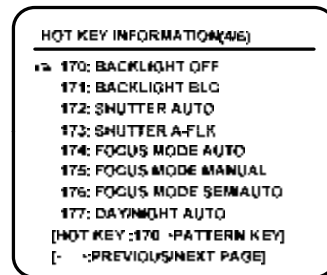 HOT KEY INFORMATION(4/6)
170: BACKLIGHT OFF
171: BACKLIGHT BLC
172: SHUTTER AUTO
173: SHUTTER A-FLK
174: FOCUS MODE AUTO
175: FOCUS MODE MANUAL
176: FOCUS MODE SEMIAUTO
177: DAY/NIGHT AUTO
[HOT KEY :170 +PATTERN KEY]
[- :PREVIOUS/NEXT PAGE]